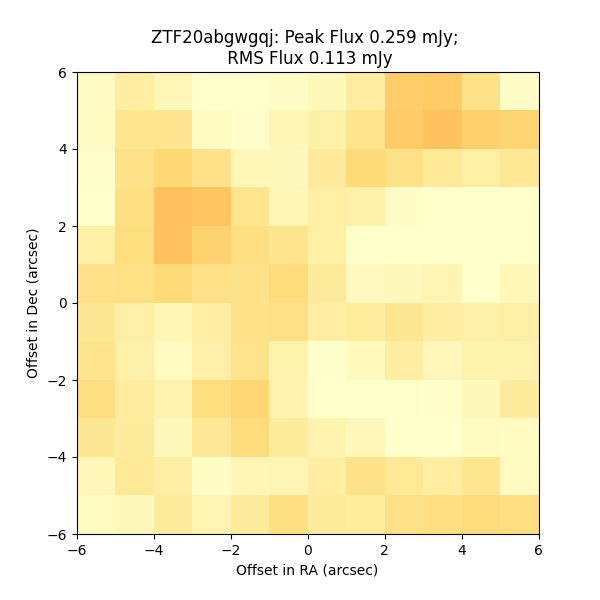 ZTF20abgwgqj: Peak Flux 0.259 mJy;
RMS Flux 0.113 mJy
6
4
2
0
−2
−4
−6
Offset in Dec (arcsec)
−6 −4 −2 0 2 4 6
Offset in RA (arcsec)